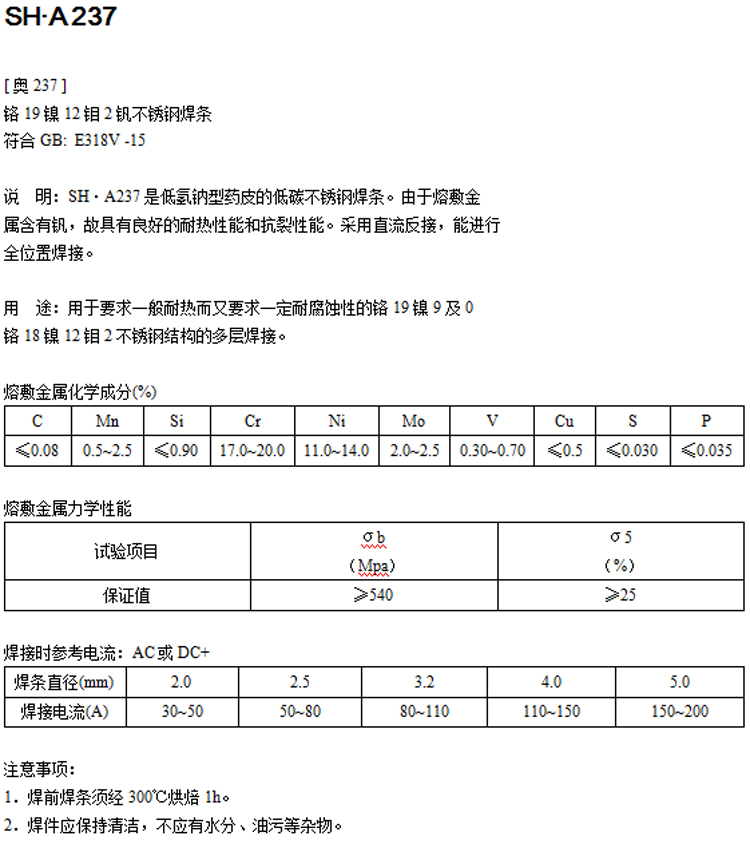 SH·A237
[奥 237]
铬 19 镍 12 钼 2 钒不锈钢焊条
符合 GB: E318V -15
说 明：SH·A237 是低氢钠型药皮的低碳不锈钢焊条。由于熔敷金
属含有钒，故具有良好的耐热性能和抗裂性能。采用直流反接，能进行
全位置焊接。
用 途：用于要求一般耐热而又要求一定耐腐蚀性的铬 19 镍 9 及 0
铬 18 镍 12 钼 2 不锈钢结构的多层焊接。
熔敷金属化学成分(%)
C Mn Si Cr Ni Mo V Cu S P
≤0.08 0.5~2.5 ≤0.90 17.0~20.0 11.0~14.0 2.0~2.5 0.30~0.70 ≤0.5 ≤0.030 ≤0.035
熔敷金属力学性能
试验项目 σb （Mpa） σ5 （%）
保证值 ≥540 ≥25
焊接时参考电流：AC 或 DC+
焊条直径(mm) 2.0 2.5 3.2 4.0 5.0
焊接电流(A) 30~50 50~80 80~110 110~150 150~200
注意事项：
1．焊前焊条须经 300℃烘焙 1h。
2．焊件应保持清洁，不应有水分、油污等杂物。